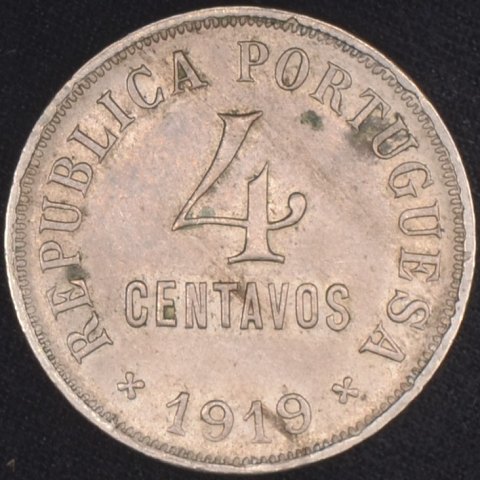 REPUBLICA PORTUGUESA
4
CENTAVOS
* 1919 *